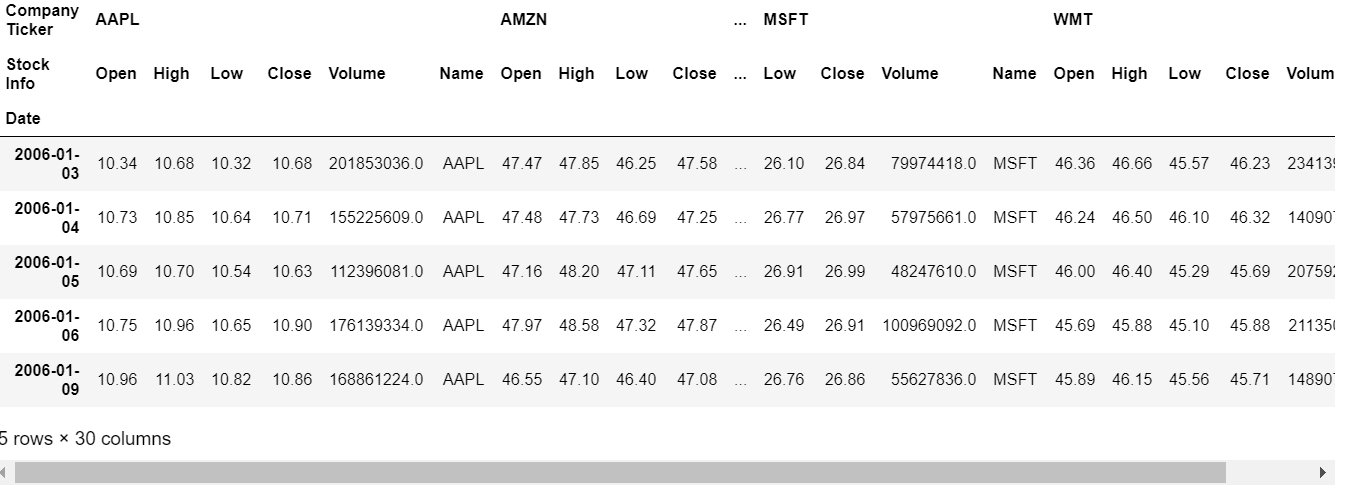 Company Ticker AAPL AMZN ... MSFT WMT
Stock Info Open High Low Close Volume Name Open High Low Close ... Low Close Volume Name Open High Low Close Volum
Date
2006-01-03 10.34 10.68 10.32 10.68 201853036.0 AAPL 47.47 47.85 46.25 47.58 ... 26.10 26.84 79974418.0 MSFT 46.36 46.66 45.57 46.23 23413
2006-01-04 10.73 10.85 10.64 10.71 155225609.0 AAPL 47.48 47.73 46.69 47.25 ... 26.77 26.97 57975661.0 MSFT 46.24 46.50 46.10 46.32 14090
2006-01-05 10.69 10.70 10.54 10.63 112396081.0 AAPL 47.16 48.20 47.11 47.65 ... 26.91 26.99 48247610.0 MSFT 46.00 46.40 45.29 45.69 20759
2006-01-06 10.75 10.96 10.65 10.90 176139334.0 AAPL 47.97 48.58 47.32 47.87 ... 26.49 26.91 100969092.0 MSFT 45.69 45.88 45.10 45.88 21135
2006-01-09 10.96 11.03 10.82 10.86 168861224.0 AAPL 46.55 47.10 46.40 47.08 ... 26.76 26.86 55627836.0 MSFT 45.89 46.15 45.56 45.71 14890
5 rows × 30 columns